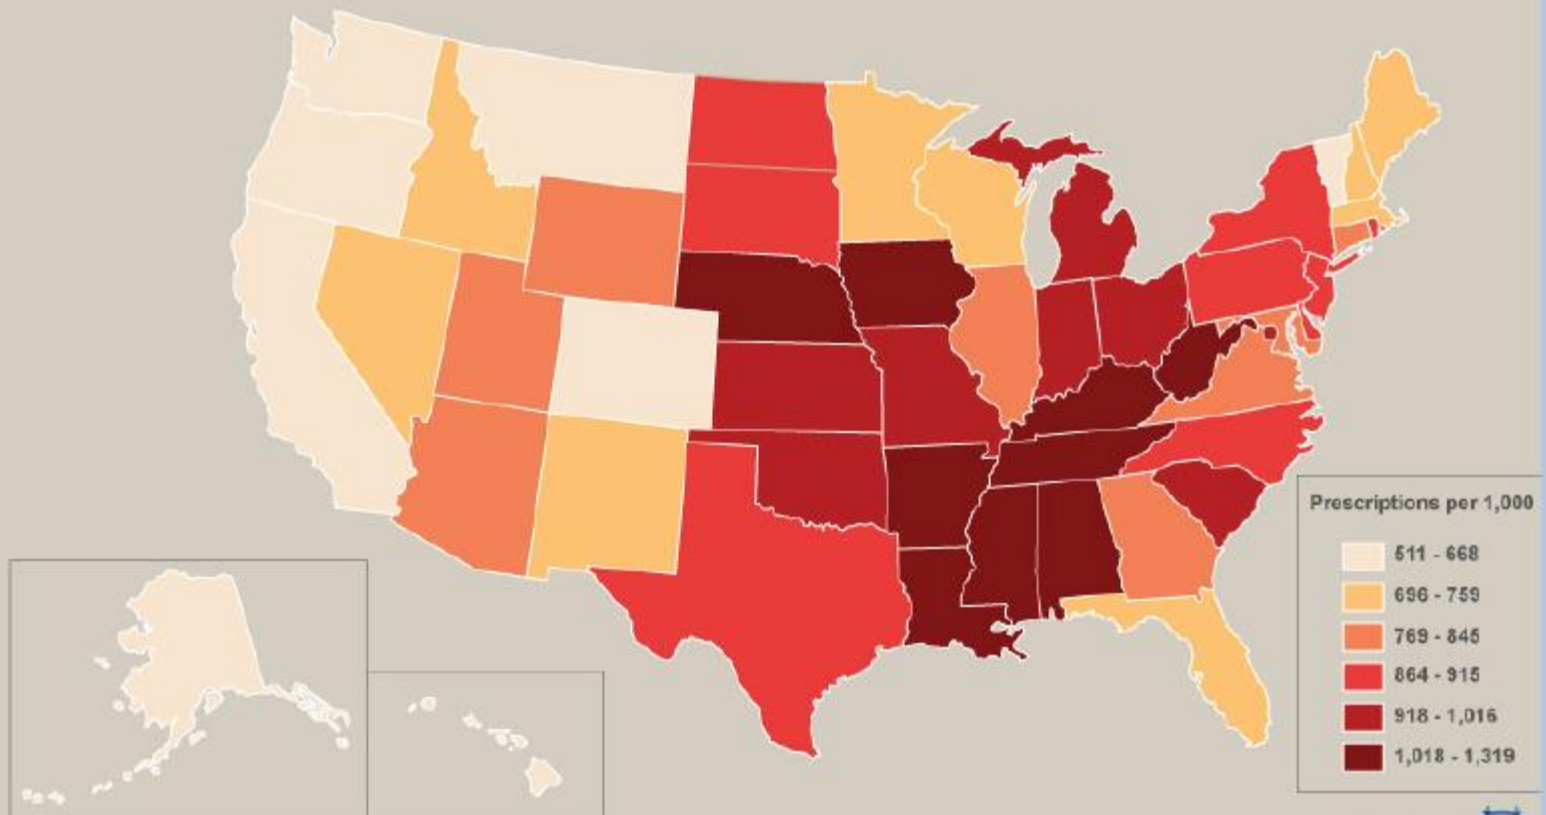 Prescriptions per 1,000
511 - 668
696 - 759
769 - 845
864 - 915
918 - 1,016
1,018 - 1,319